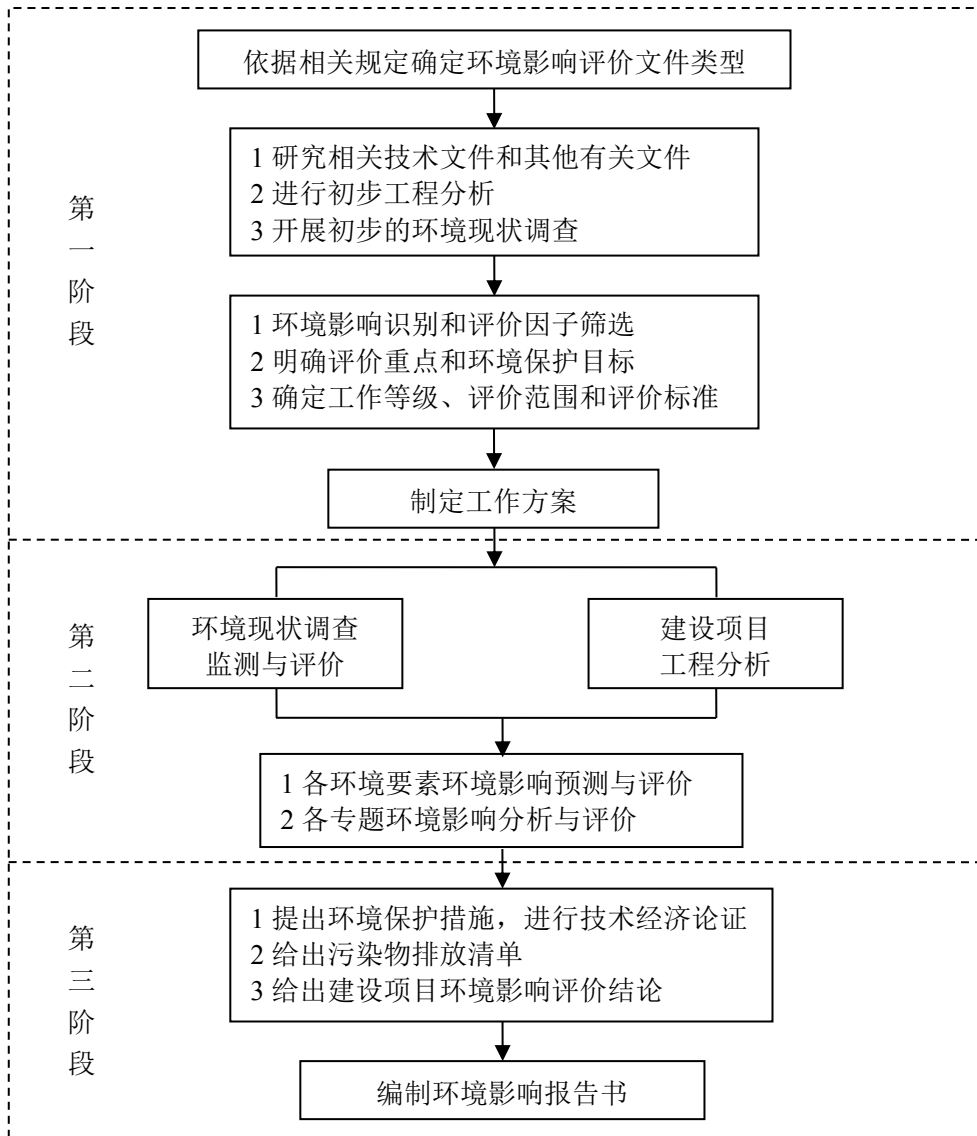 依据相关规定确定环境影响评价文件类型
1 研究相关技术文件和其他有关文件
2 进行初步工程分析
3 开展初步的环境现状调查
第一阶段
1 环境影响识别和评价因子筛选
2 明确评价重点和环境保护目标
3 确定工作等级、评价范围和评价标准
制定工作方案
第二阶段
环境现状调查
监测与评价
建设项目
工程分析
1 各环境要素环境影响预测与评价
2 各专题环境影响分析与评价
第三阶段
1 提出环境保护措施，进行技术经济论证
2 给出污染物排放清单
3 给出建设项目环境影响评价结论
编制环境影响报告书